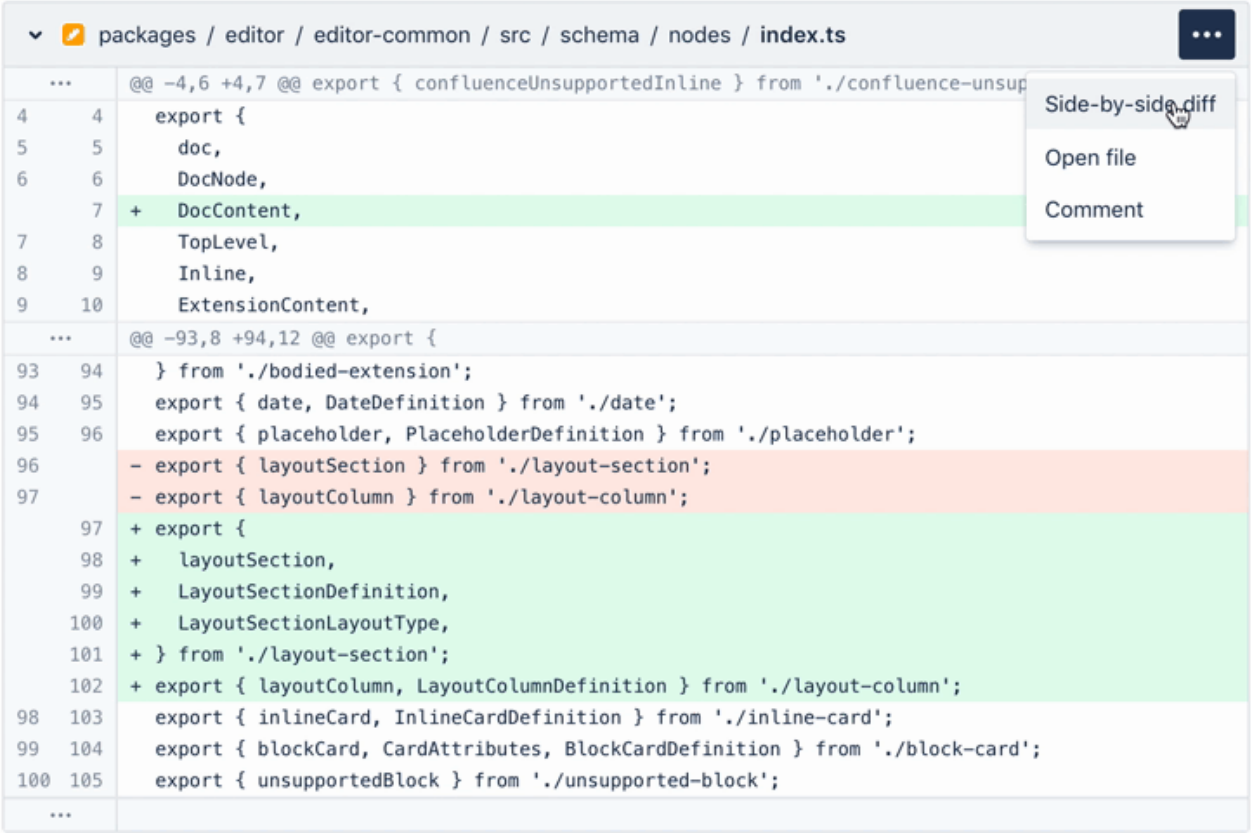 packages / editor / editor-common / src / schema / nodes / index.ts
@@ -4,6 +4,7 @@ export { confluenceUnsupportedInline } from './confluence-unsup
Side-by-side diff
Open file
Comment
4 4 export {
5 5 doc,
6 6 DocNode,
7 + DocContent,
7 8 TopLevel,
8 9 Inline,
9 10 ExtensionContent,
@@ -93,8 +94,12 @@ export {
93 94 } from './bodied-extension';
94 95 export { date, DateDefinition } from './date';
95 96 export { placeholder, PlaceholderDefinition } from './placeholder';
96 - export { layoutSection } from './layout-section';
97 - export { layoutColumn } from './layout-column';
97 + export {
98 + layoutSection,
99 + LayoutSectionDefinition,
100 + LayoutSectionLayoutType,
101 + } from './layout-section';
102 + export { layoutColumn, LayoutColumnDefinition } from './layout-column';
98 103 export { inlineCard, InlineCardDefinition } from './inline-card';
99 104 export { blockCard, CardAttributes, BlockCardDefinition } from './block-card';
100 105 export { unsupportedBlock } from './unsupported-block';